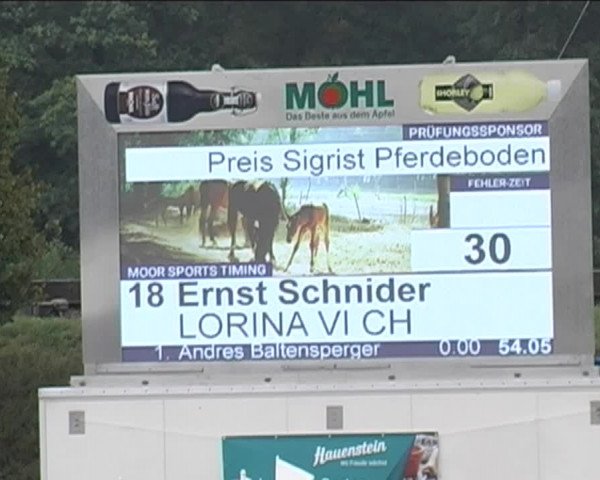 MÖHL
Das Beste aus dem Apfel
SHORLEY
PRÜFUNGSSPONSOR
Preis Sigrist Pferdeboden
FEHLER-ZEIT
30
MOOR SPORTS TIMING
18 Ernst Schnider
LORINA VI CH
1. Andres Baltensperger 0.00 54.05
Hauenstein